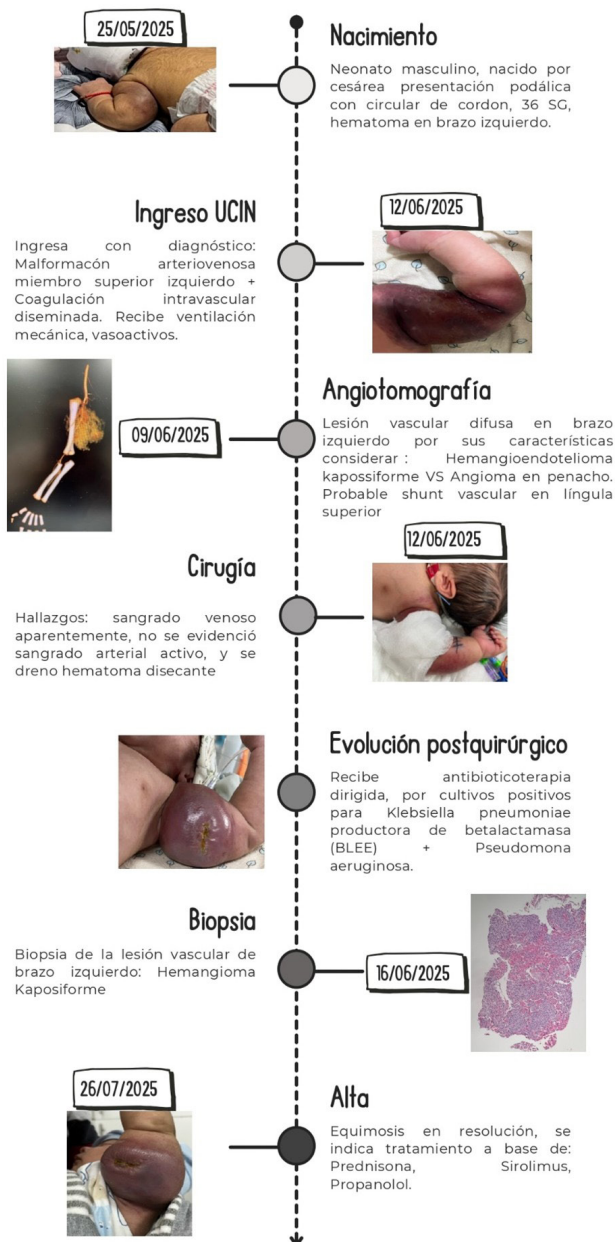 25/05/2025
Nacimiento
Neonato masculino, nacido por
cesárea presentación podálica
con circular de cordon, 36 SG,
hematoma en brazo izquierdo.
Ingreso UCIN
12/06/2025
Ingresa con diagnóstico:
Malformacón arteriovenosa
miembro superior izquierdo +
Coagulación intravascular
diseminada. Recibe ventilación
mecánica, vasoactivos.
Angiotomografía
09/06/2025
Lesión vascular difusa en brazo
izquierdo por sus características
considerar : Hemangioendotelioma
kapossiforme VS Angioma en penacho.
Probable shunt vascular en língula
superior
12/06/2025
Cirugía
Hallazgos: sangrado venoso
aparentemente, no se evidenció
sangrado arterial activo, y se
dreno hematoma disecante
Evolución postquirúrgico
Recibe antibioticoterapia
dirigida, por cultivos positivos
para Klebsiella pneumoniae
productora de betalactamasa
(BLEE) + Pseudomona
aeruginosa.
Biopsia
Biopsia de la lesión vascular de
brazo izquierdo: Hemangioma
Kaposiforme
16/06/2025
26/07/2025
Alta
Equimosis en resolución, se
indica tratamiento a base de:
Prednisona, Sirolimus,
Propanolol.